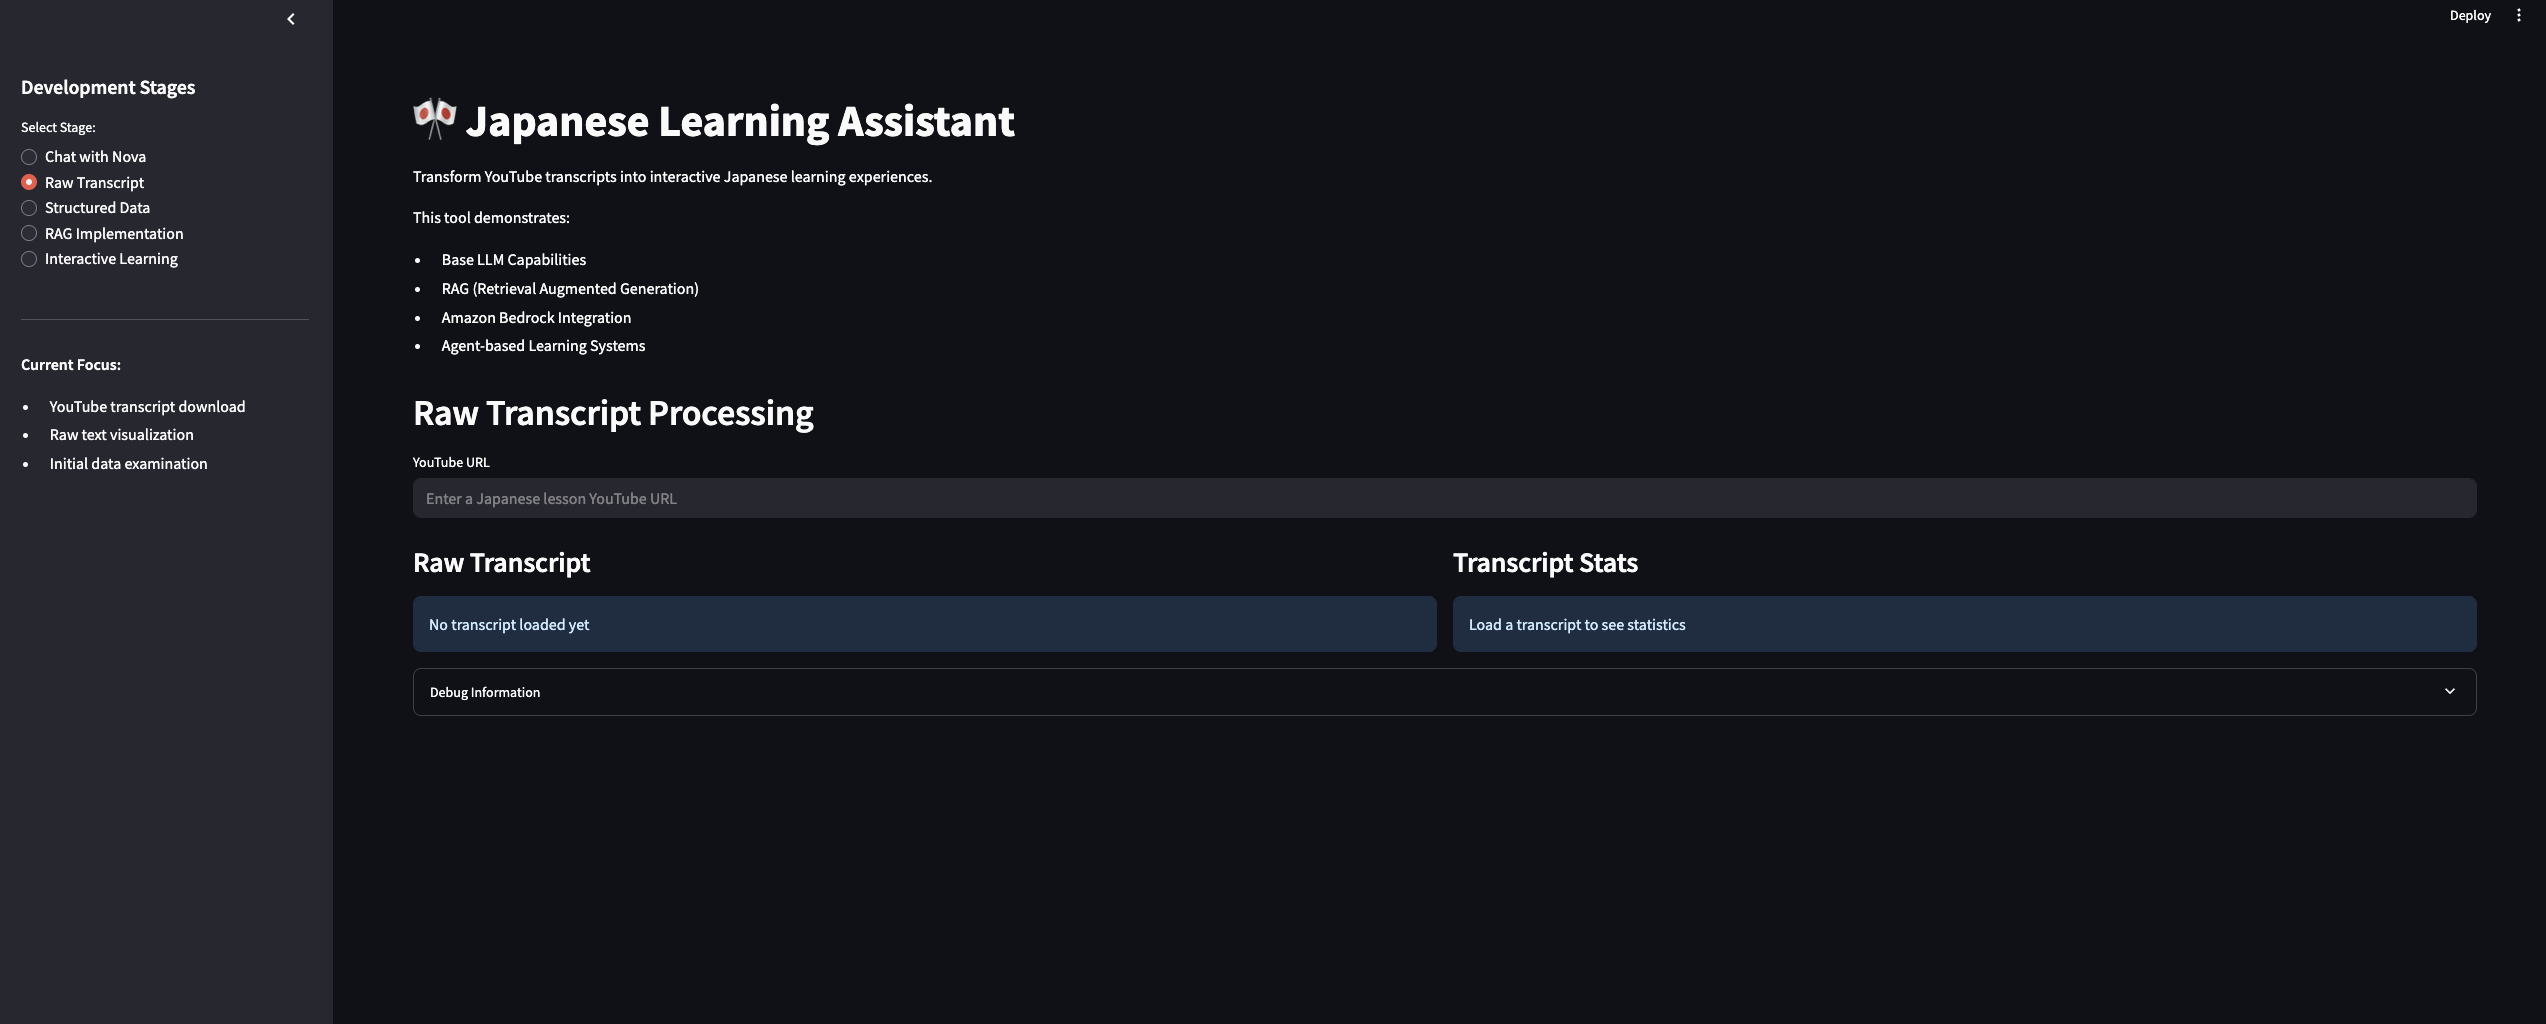 Deploy
Development Stages
Select Stage:
Chat with Nova
Raw Transcript
Structured Data
RAG Implementation
Interactive Learning
Current Focus:
YouTube transcript download
Raw text visualization
Initial data examination
Japanese Learning Assistant
Transform YouTube transcripts into interactive Japanese learning experiences.
This tool demonstrates:
Base LLM Capabilities
RAG (Retrieval Augmented Generation)
Amazon Bedrock Integration
Agent-based Learning Systems
Raw Transcript Processing
YouTube URL
Enter a Japanese lesson YouTube URL
Raw Transcript
No transcript loaded yet
Transcript Stats
Load a transcript to see statistics
Debug Information